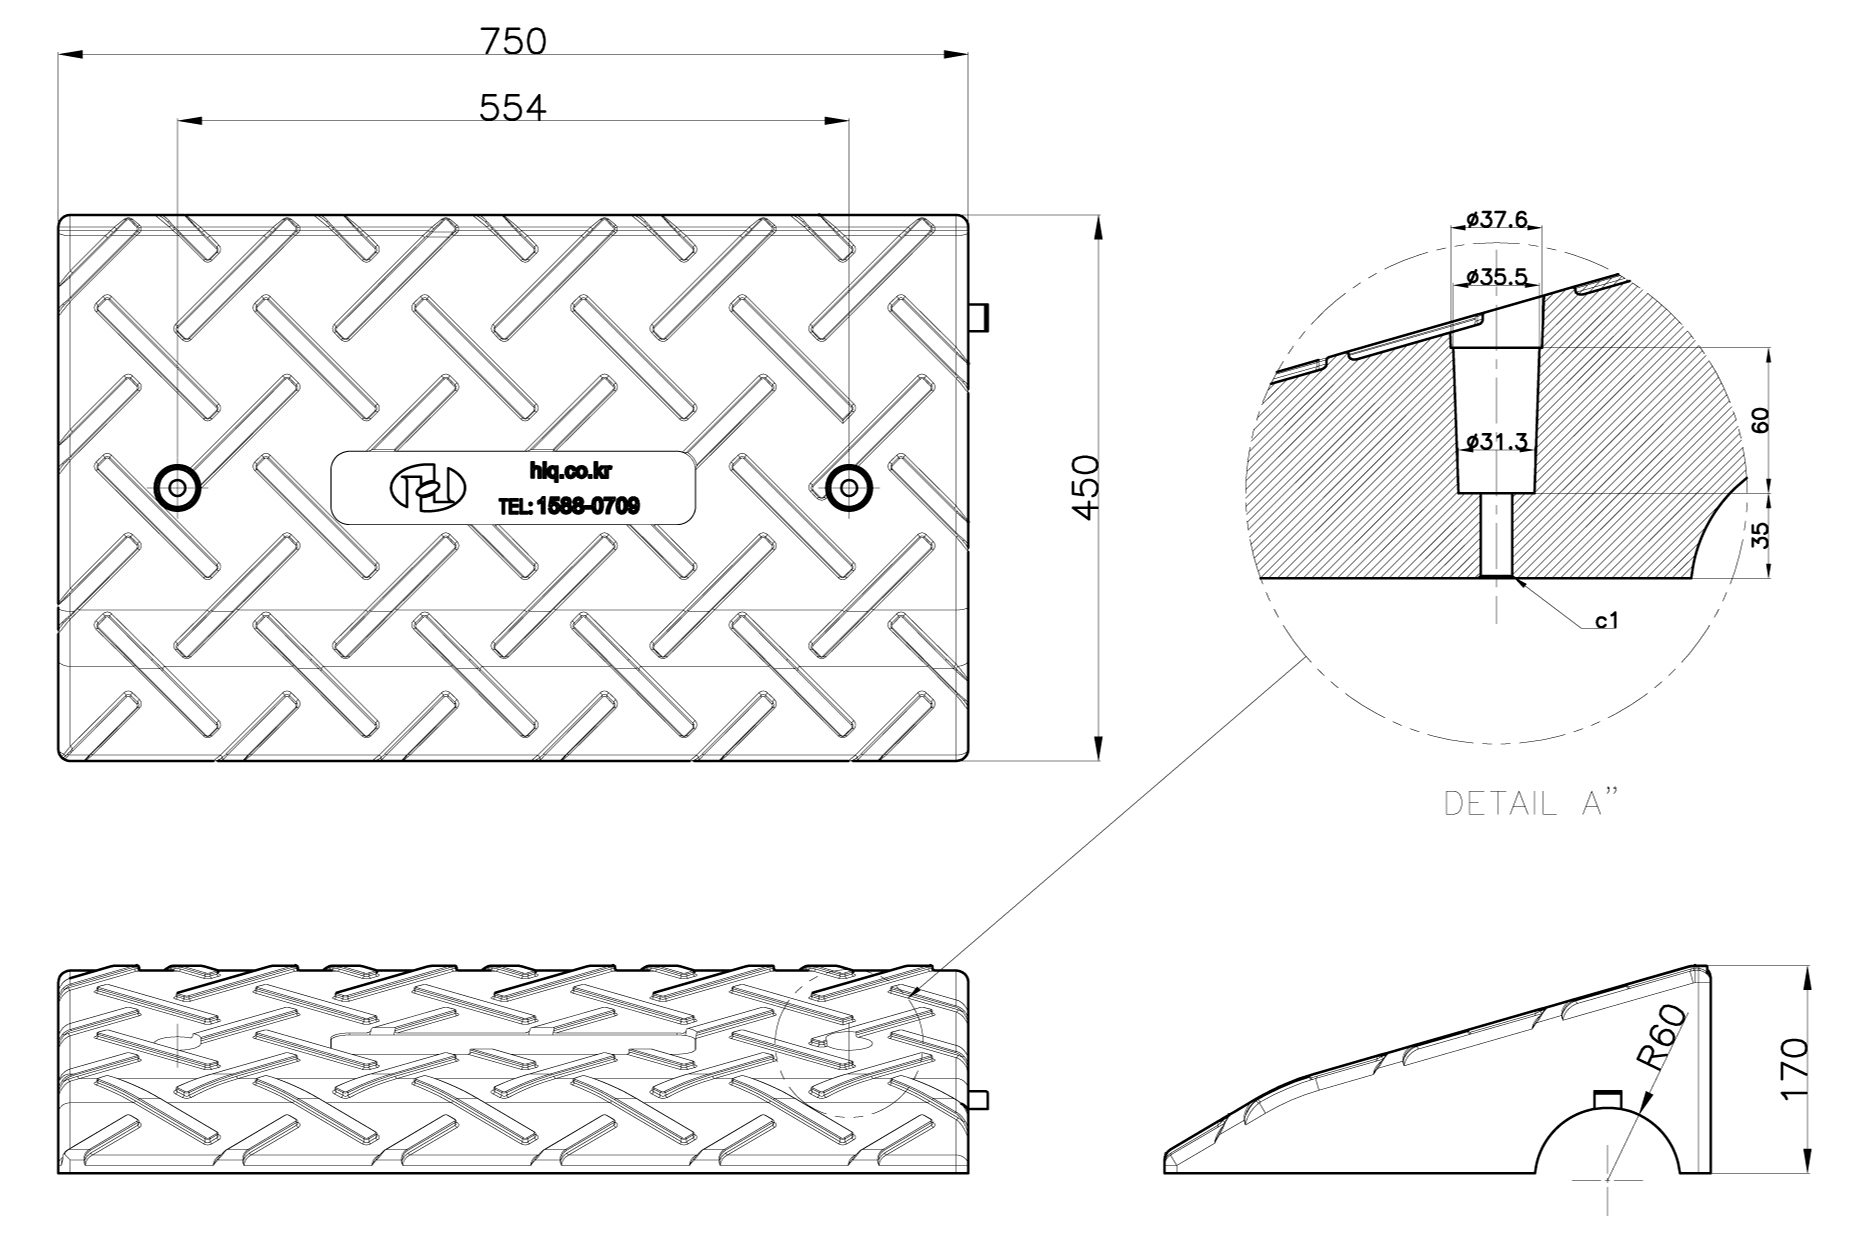 750
554
450
hiq.co.kr
TEL: 1588-0709
ø37.6
ø35.5
ø31.3
60
35
c1
DETAIL A”
R60
170